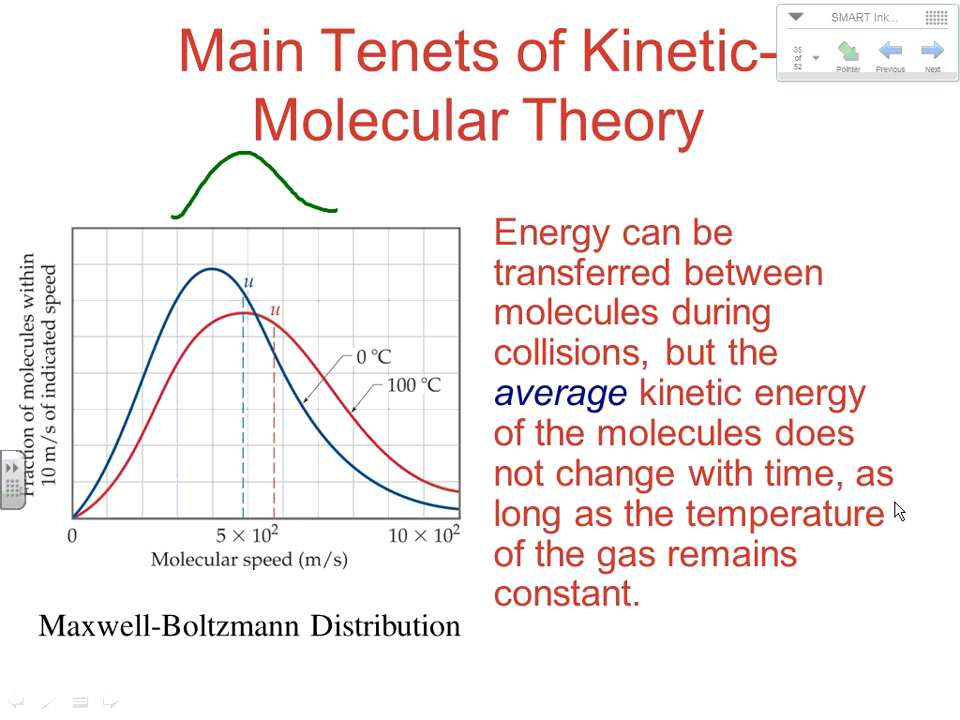 SMART Ink...
35
of
52
Pointer
Previous
Next
Main Tenets of Kinetic-
Molecular Theory
Fraction of molecules within
10 m/s of indicated speed
u
u
0 °C
100 °C
0
5 × 10²
10 × 10²
Molecular speed (m/s)
Maxwell-Boltzmann Distribution
Energy can be
transferred between
molecules during
collisions, but the
average kinetic energy
of the molecules does
not change with time, as
long as the temperature
of the gas remains
constant.